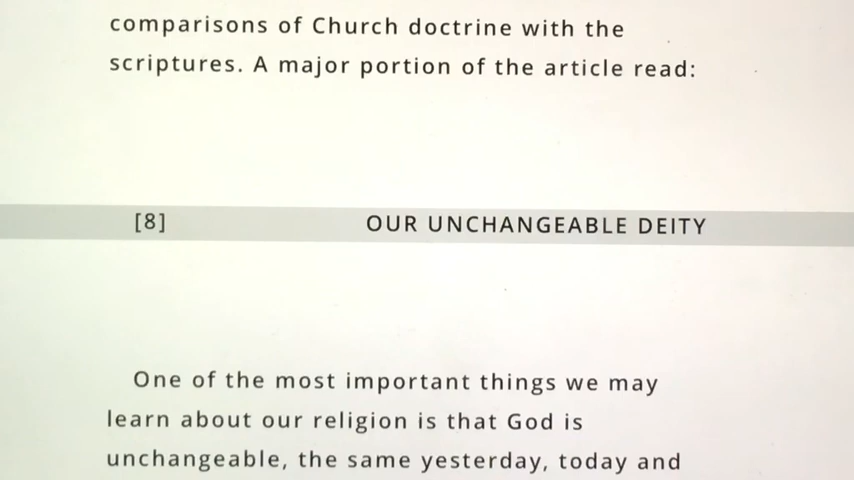 comparisons of Church doctrine with the
scriptures. A major portion of the article read:
[8] OUR UNCHANGEABLE DEITY
One of the most important things we may
learn about our religion is that God is
unchangeable, the same yesterday, today and